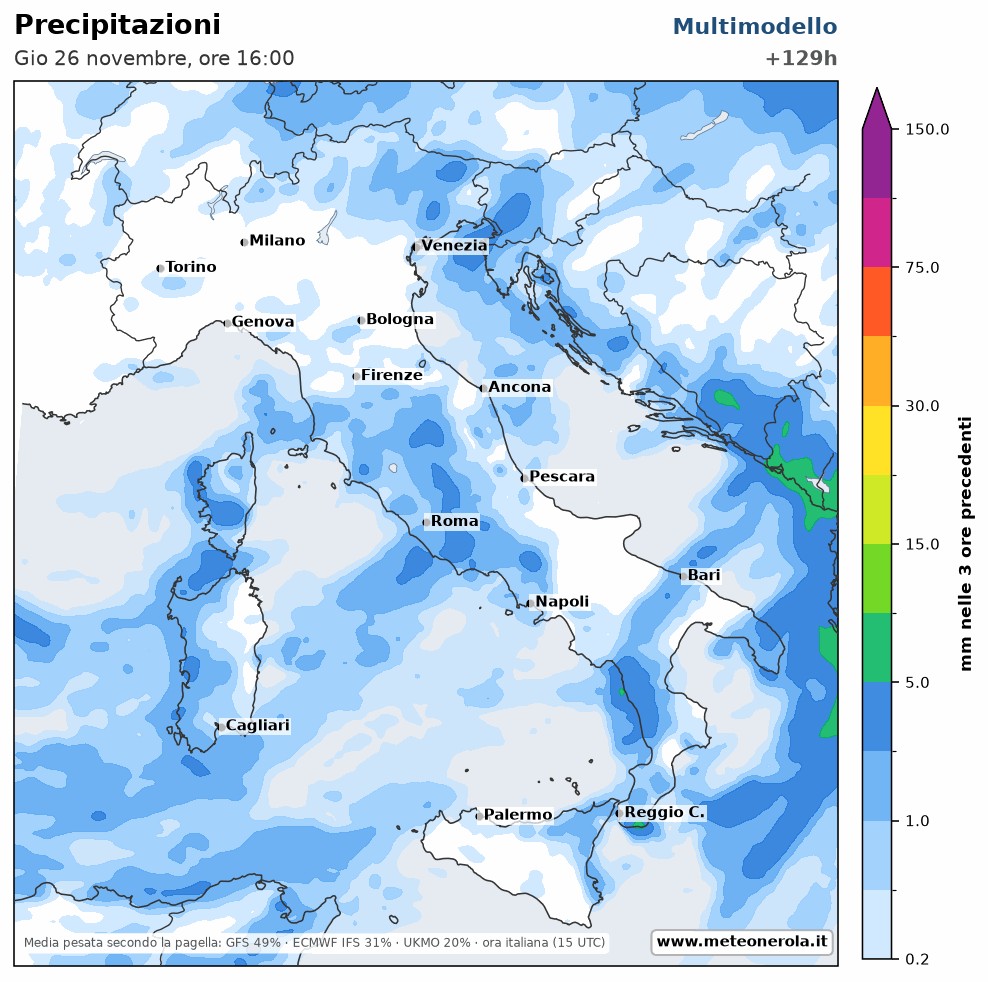 Precipitazioni
Multimodello
Gio 26 novembre, ore 16:00
+129h
150.0
75.0
30.0
15.0
5.0
1.0
0.2
mm nelle 3 ore precedenti
Milano
Venezia
Torino
Genova
Bologna
Firenze
Ancona
Pescara
Roma
Bari
Napoli
Cagliari
Palermo
Reggio C.
Media pesata secondo la pagella: GFS 49% · ECMWF IFS 31% · UKMO 20% · ora italiana (15 UTC)
www.meteonerola.it